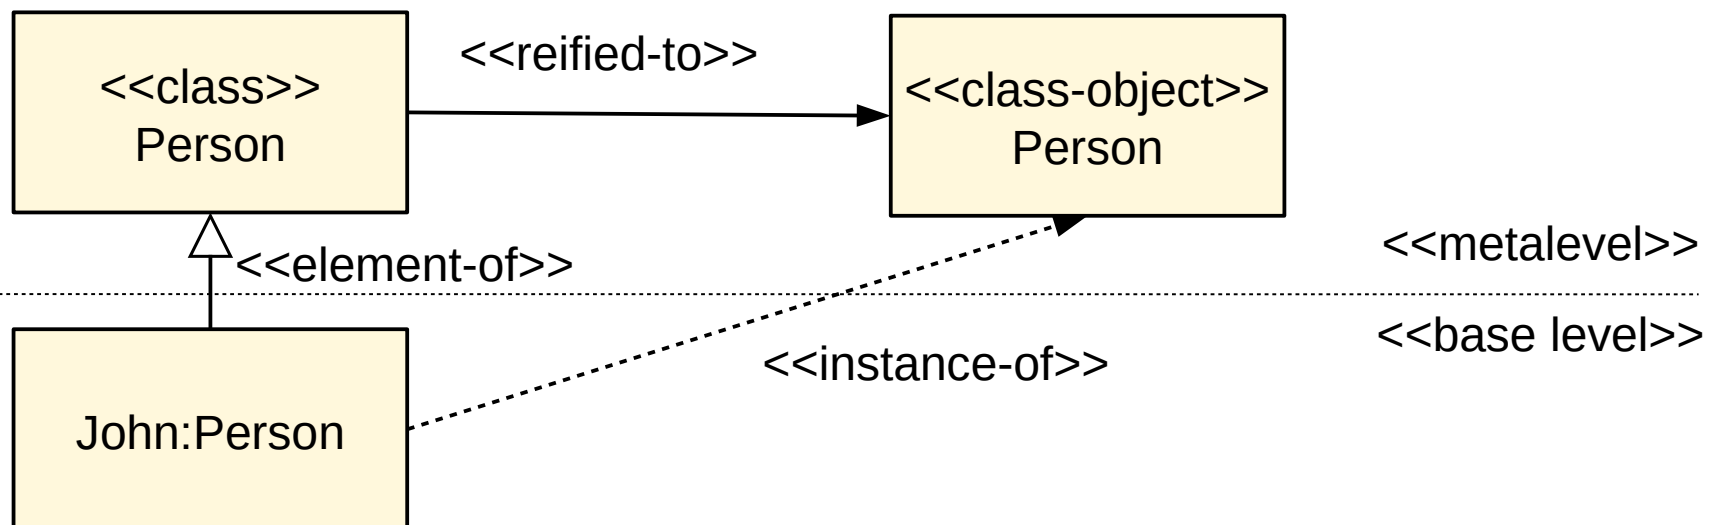 <<class>>
Person
<<reified-to>>
<<class-object>>
Person
<<element-of>>
<<metalevel>>
<<base level>>
<<instance-of>>
John:Person